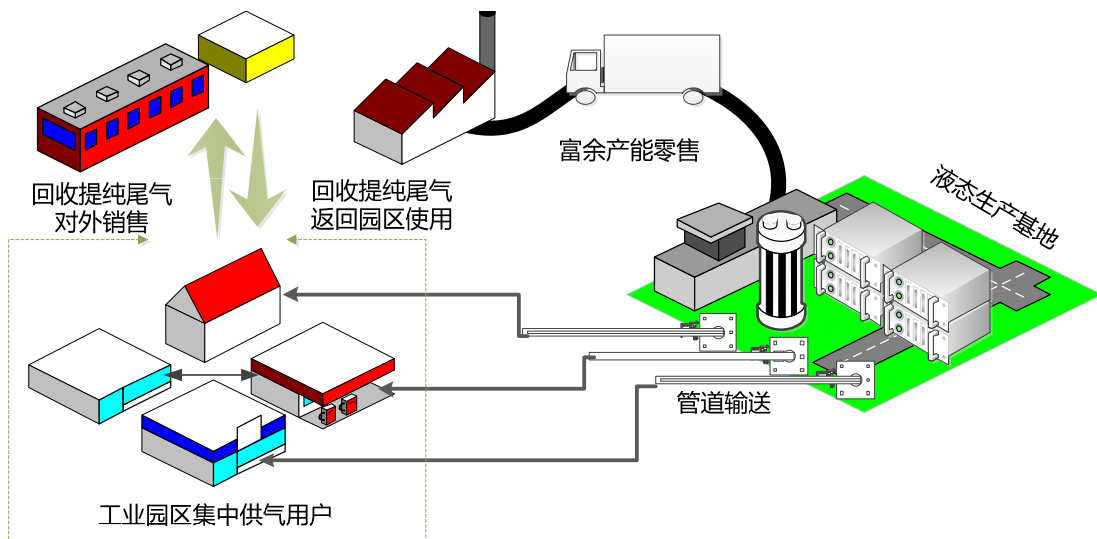 富余产能零售
液态生产基地
回收提纯尾气
对外销售
回收提纯尾气
返回园区使用
管道输送
工业园区集中供气用户